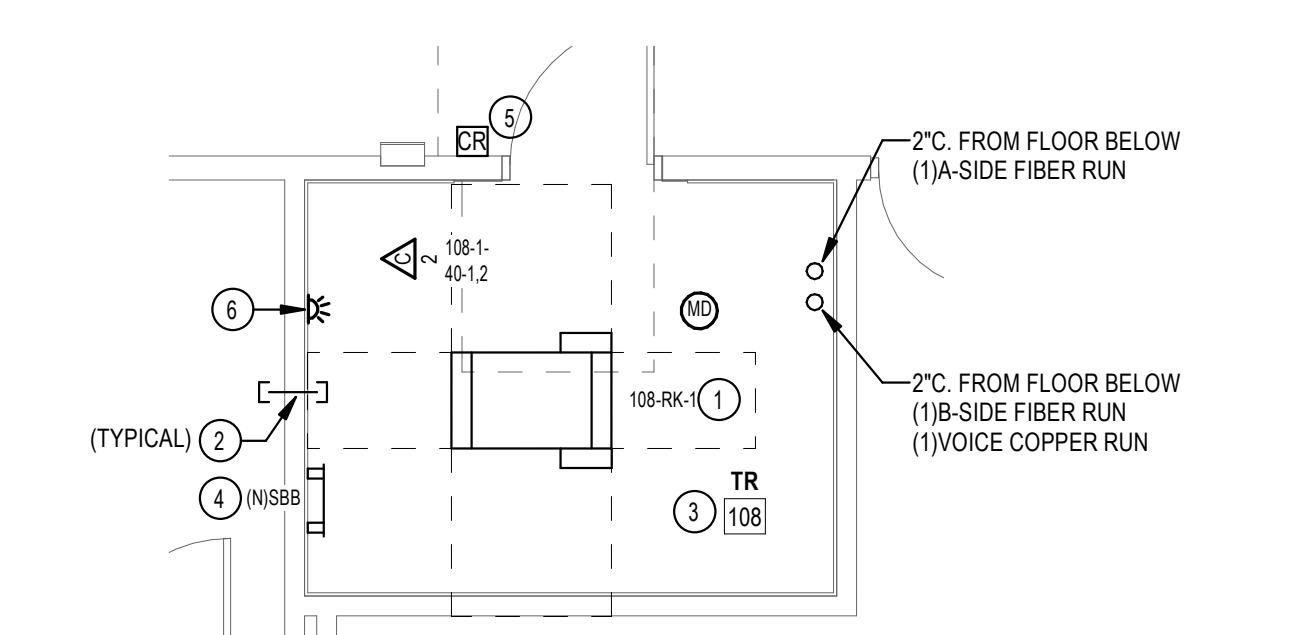 5
CR
2"C. FROM FLOOR BELOW
(1)A-SIDE FIBER RUN
C
2
108-1-
40-1,2
6
MD
2"C. FROM FLOOR BELOW
(1)B-SIDE FIBER RUN
(1)VOICE COPPER RUN
108-RK-1
1
(TYPICAL)
2
4
(N)SBB
TR
3
108